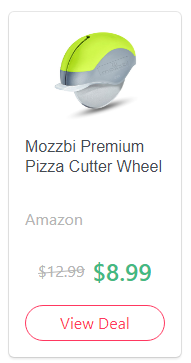 Mozzbi Premium
Pizza Cutter Wheel
Amazon
$12.99 $8.99
View Deal